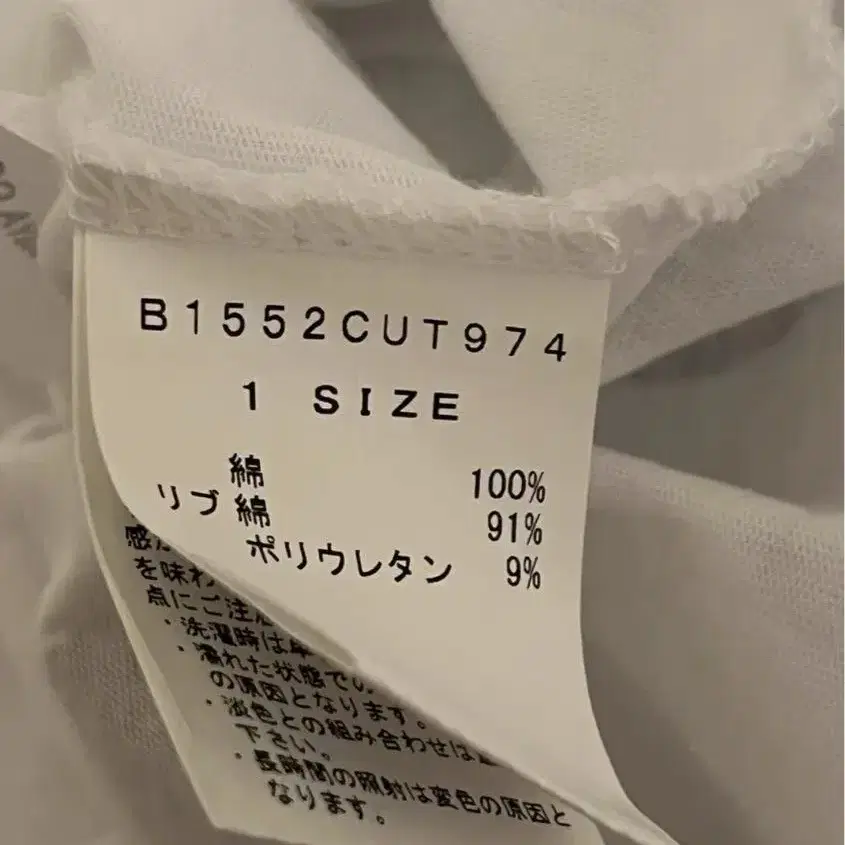 B1552CUT974
1 SIZE
綿 100%
リブ 綿 91%
ポリウレタン 9%
を味わ
点にご注意
・洗濯時は単
・濡れた状態での
の原因となります。
・淡色との組み合わせは
下さい。
・長時間の照射は変色の原因と
なります。